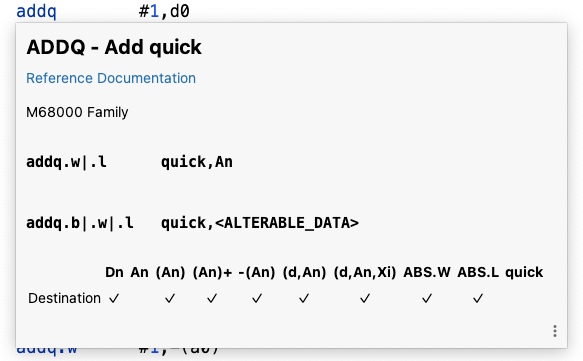 addq #1,d0
ADDQ - Add quick
Reference Documentation
M68000 Family
addq.w|.l quick,An
addq.b|.w|.l quick,<ALTERABLE_DATA>
Dn An (An) (An)+ -(An) (d,An) (d,An,Xi) ABS.W ABS.L quick
Destination ✓ ✓ ✓ ✓ ✓ ✓ ✓ ✓
addq.w #1,-(a0)